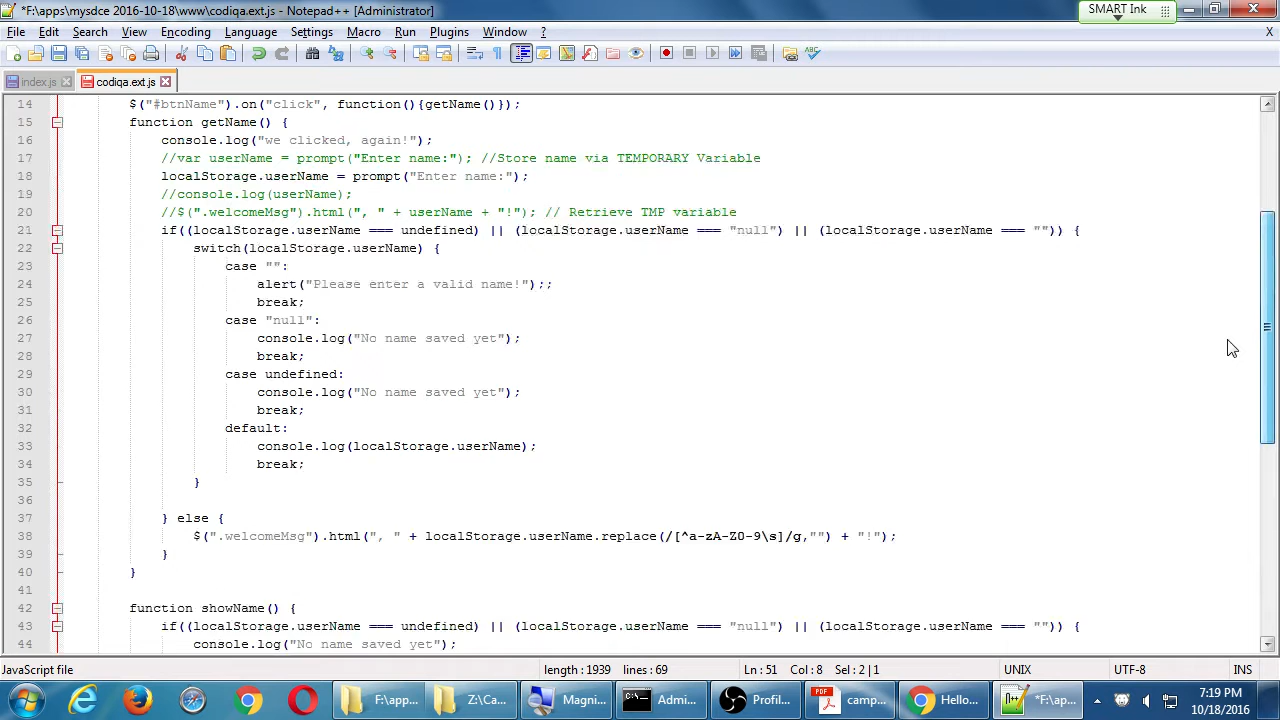 *F:\apps\mysdce 2016-10-18\www\codiqa.ext.js - Notepad++ [Administrator]
SMART Ink
File Edit Search View Encoding Language Settings Macro Run Plugins Window ? X
index.js codiqa.ext.js
14 $("#btnName").on("click", function(){getName()});
15 function getName() {
16 console.log("we clicked, again!");
17 //var userName = prompt("Enter name:"); //Store name via TEMPORARY Variable
18 localStorage.userName = prompt("Enter name:");
19 //console.log(userName);
20 //$(".welcomeMsg").html(", " + userName + "!"); // Retrieve TMP variable
21 if((localStorage.userName === undefined) || (localStorage.userName === "null") || (localStorage.userName === "")) {
22 switch(localStorage.userName) {
23 case "":
24 alert("Please enter a valid name!");;
25 break;
26 case "null":
27 console.log("No name saved yet");
28 break;
29 case undefined:
30 console.log("No name saved yet");
31 break;
32 default:
33 console.log(localStorage.userName);
34 break;
35 }
36
37 } else {
38 $(".welcomeMsg").html(", " + localStorage.userName.replace(/[^a-zA-Z0-9\s]/g,"") + "!");
39 }
40 }
41
42 function showName() {
43 if((localStorage.userName === undefined) || (localStorage.userName === "null") || (localStorage.userName === "")) {
44 console.log("No name saved yet");
JavaScript file length : 1939 lines : 69 Ln : 51 Col : 8 Sel : 2 | 1 UNIX UTF-8 INS
F:\app... Z:\Ca... Magni... Admi... Profil... PDF camp... Hello... *F:\ap... 7:19 PM
10/18/2016